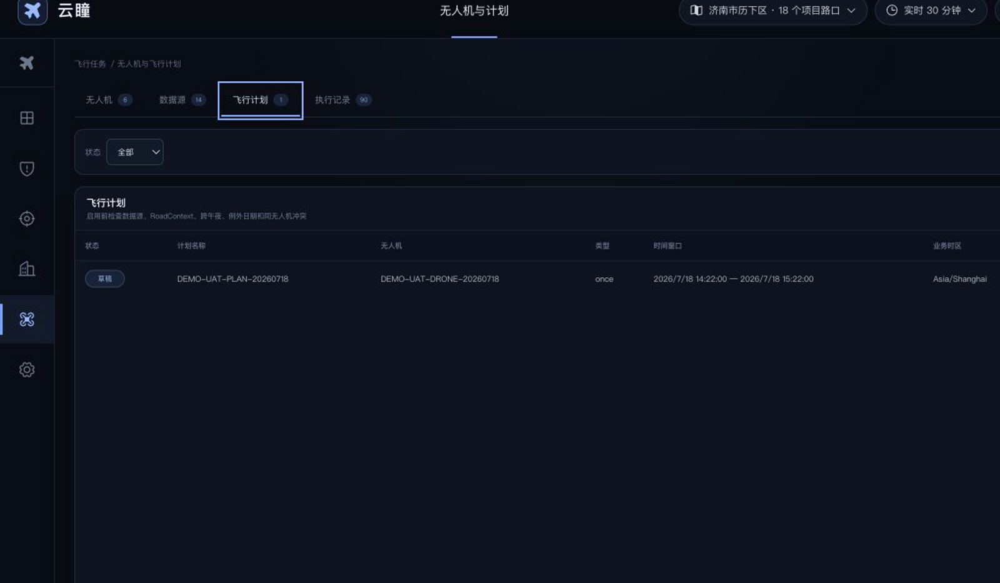 云瞳
无人机与计划
济南市历下区 · 18 个项目路口
实时 30 分钟
飞行任务 / 无人机与飞行计划
无人机 6
数据源 14
飞行计划 1
执行记录 90
状态 全部
飞行计划
启用前检查数据源、RoadContext、跨午夜、例外日期和同无人机冲突
状态 计划名称 无人机 类型 时间窗口 业务时区
草稿 DEMO-UAT-PLAN-20260718 DEMO-UAT-DRONE-20260718 once 2026/7/18 14:22:00 — 2026/7/18 15:22:00 Asia/Shanghai